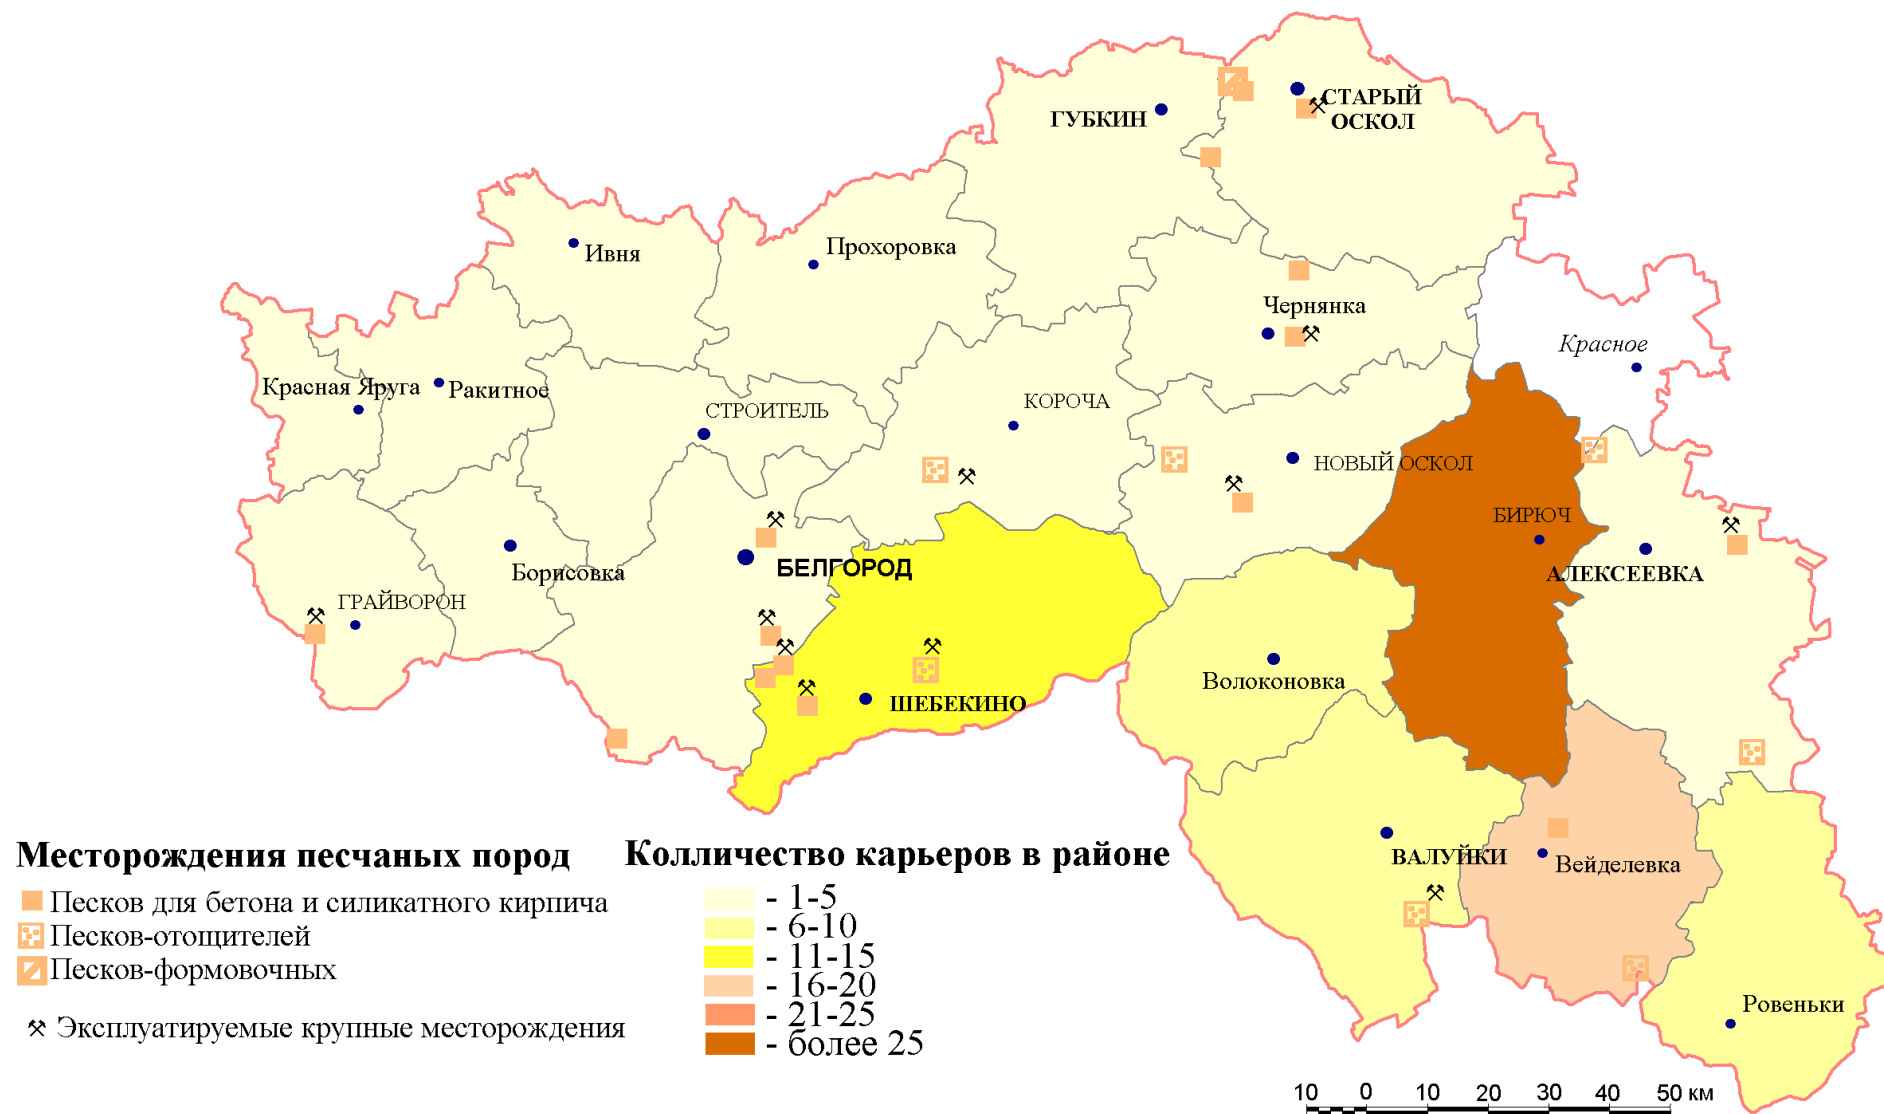 СТАРЫЙ
ОСКОЛ
ГУБКИН
Ивня
Прохоровка
Чернянка
Красное
Красная Яруга
Ракитное
СТРОИТЕЛЬ
КОРОЧА
НОВЫЙ ОСКОЛ
БИРЮЧ
БЕЛГОРОД
Борисовка
АЛЕКСЕЕВКА
ГРАЙВОРОН
Волоконовка
ШЕБЕКИНО
ВАЛУЙКИ
Вейделевка
Ровеньки
Месторождения песчаных пород
Песков для бетона и силикатного кирпича
Песков-отощителей
Песков-формовочных
Эксплуатируемые крупные месторождения
Колличество карьеров в районе
- 1-5
- 6-10
- 11-15
- 16-20
- 21-25
- более 25
10 0 10 20 30 40 50 км